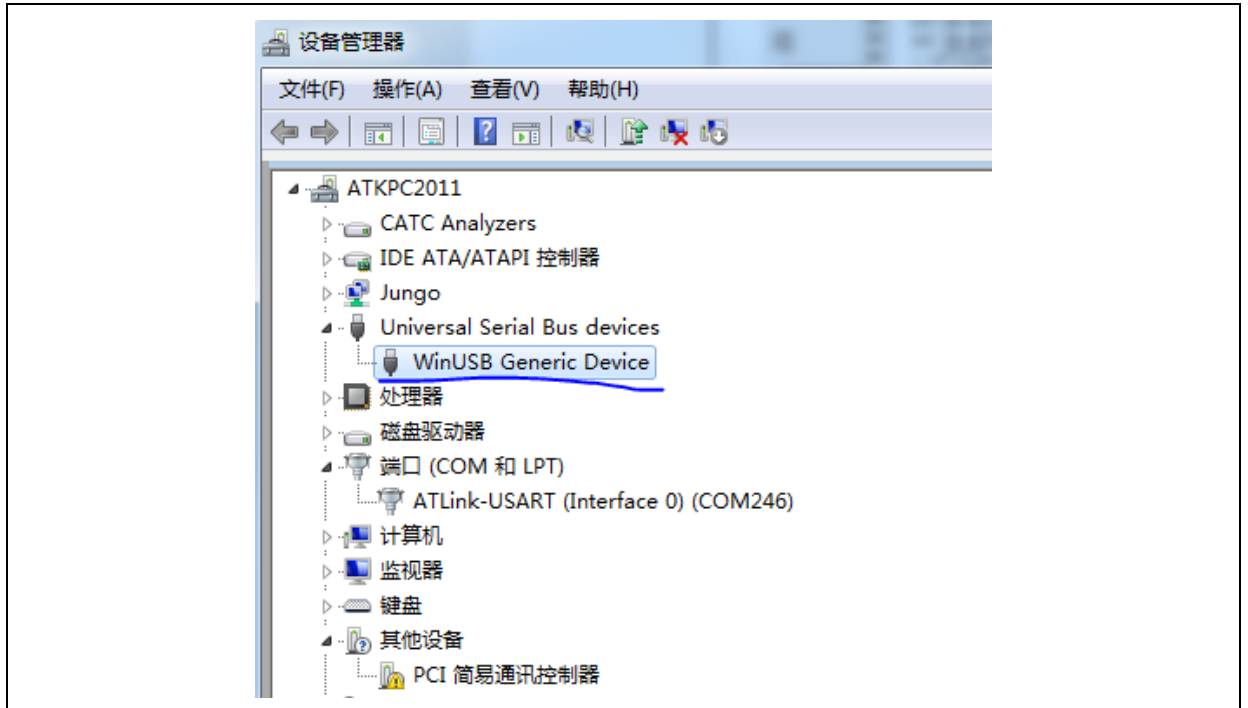 设备管理器
文件(F) 操作(A) 查看(V) 帮助(H)
ATKPC2011
CATC Analyzers
IDE ATA/ATAPI 控制器
Jungo
Universal Serial Bus devices
WinUSB Generic Device
处理器
磁盘驱动器
端口 (COM 和 LPT)
ATLink-USART (Interface 0) (COM246)
计算机
监视器
键盘
其他设备
PCI 简易通讯控制器